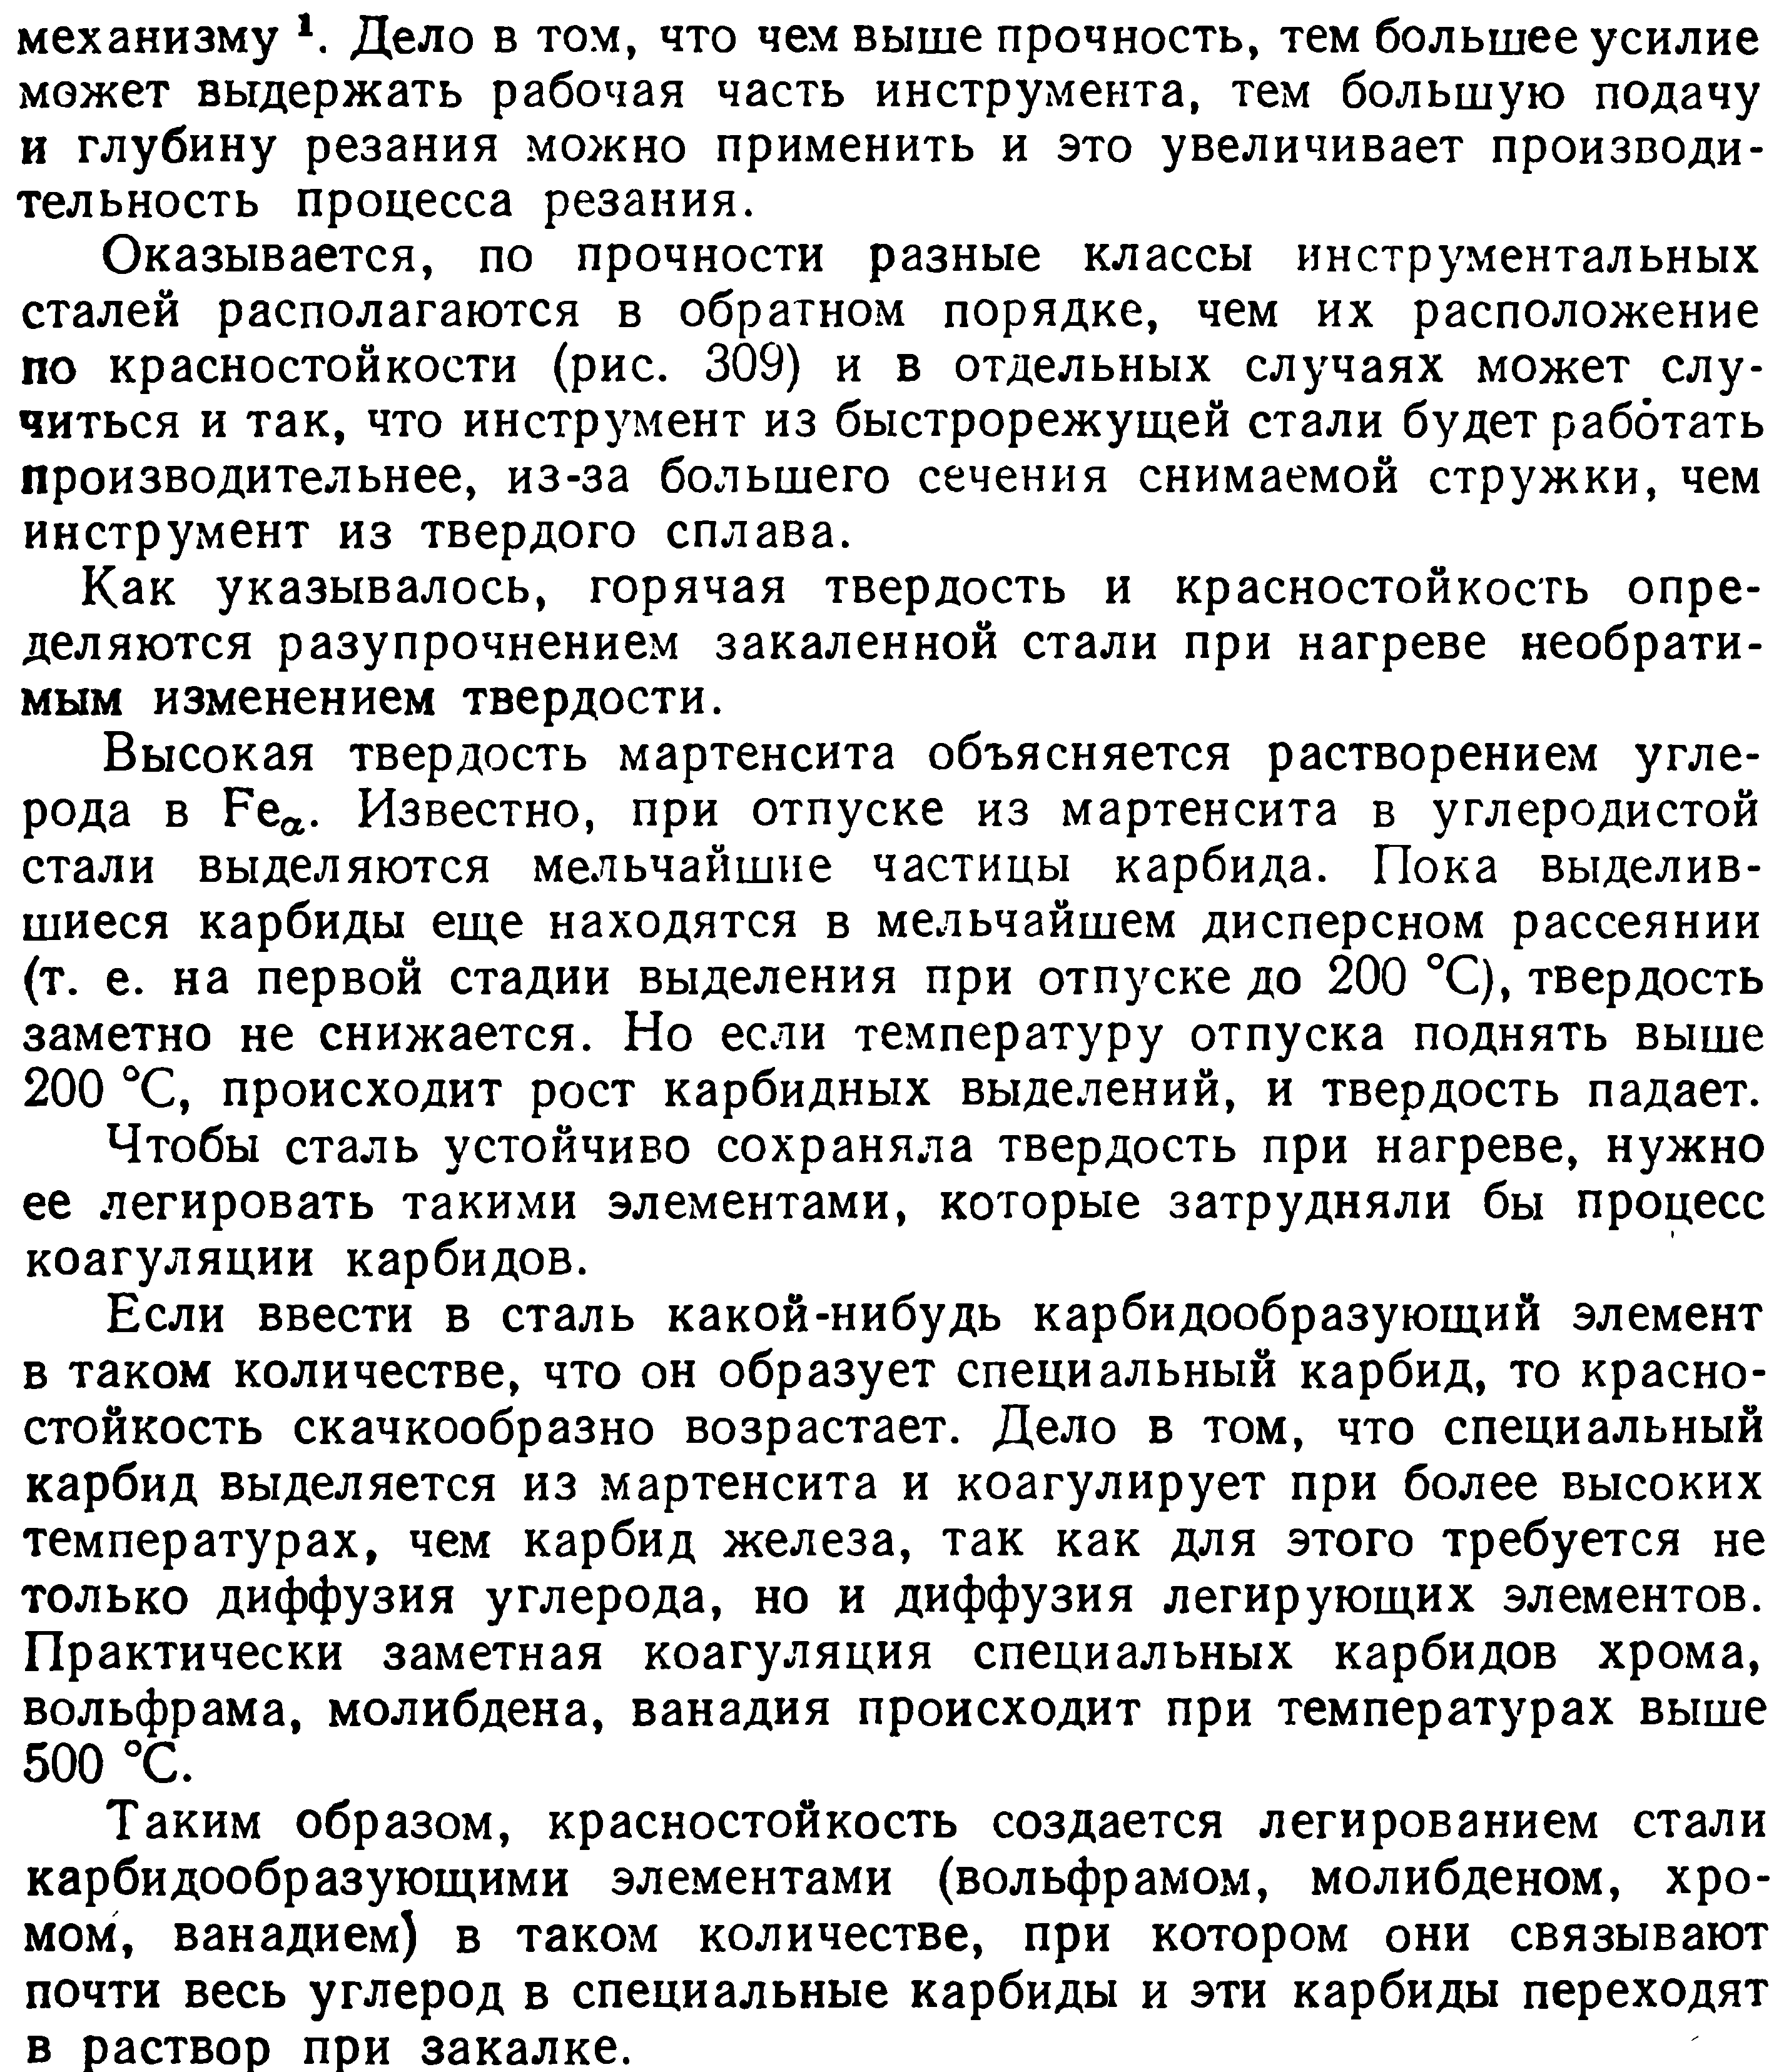 механизму ¹. Дело в том, что чем выше прочность, тем большее усилие
может выдержать рабочая часть инструмента, тем большую подачу
и глубину резания можно применить и это увеличивает производи-
тельность процесса резания.
Оказывается, по прочности разные классы инструментальных
сталей располагаются в обратном порядке, чем их расположение
по красностойкости (рис. 309) и в отдельных случаях может слу-
читься и так, что инструмент из быстрорежущей стали будет работать
производительнее, из-за большего сечения снимаемой стружки, чем
инструмент из твердого сплава.
Как указывалось, горячая твердость и красностойкость опре-
деляются разупрочнением закаленной стали при нагреве необрати-
мым изменением твердости.
Высокая твердость мартенсита объясняется растворением угле-
рода в Feα. Известно, при отпуске из мартенсита в углеродистой
стали выделяются мельчайшие частицы карбида. Пока выделив-
шиеся карбиды еще находятся в мельчайшем дисперсном рассеянии
(т. е. на первой стадии выделения при отпуске до 200 °С), твердость
заметно не снижается. Но если температуру отпуска поднять выше
200 °С, происходит рост карбидных выделений, и твердость падает.
Чтобы сталь устойчиво сохраняла твердость при нагреве, нужно
ее легировать такими элементами, которые затрудняли бы процесс
коагуляции карбидов.
Если ввести в сталь какой-нибудь карбидообразующий элемент
в таком количестве, что он образует специальный карбид, то красно-
стойкость скачкообразно возрастает. Дело в том, что специальный
карбид выделяется из мартенсита и коагулирует при более высоких
температурах, чем карбид железа, так как для этого требуется не
только диффузия углерода, но и диффузия легирующих элементов.
Практически заметная коагуляция специальных карбидов хрома,
вольфрама, молибдена, ванадия происходит при температурах выше
500 °С.
Таким образом, красностойкость создается легированием стали
карбидообразующими элементами (вольфрамом, молибденом, хро-
мом, ванадием) в таком количестве, при котором они связывают
почти весь углерод в специальные карбиды и эти карбиды переходят
в раствор при закалке.